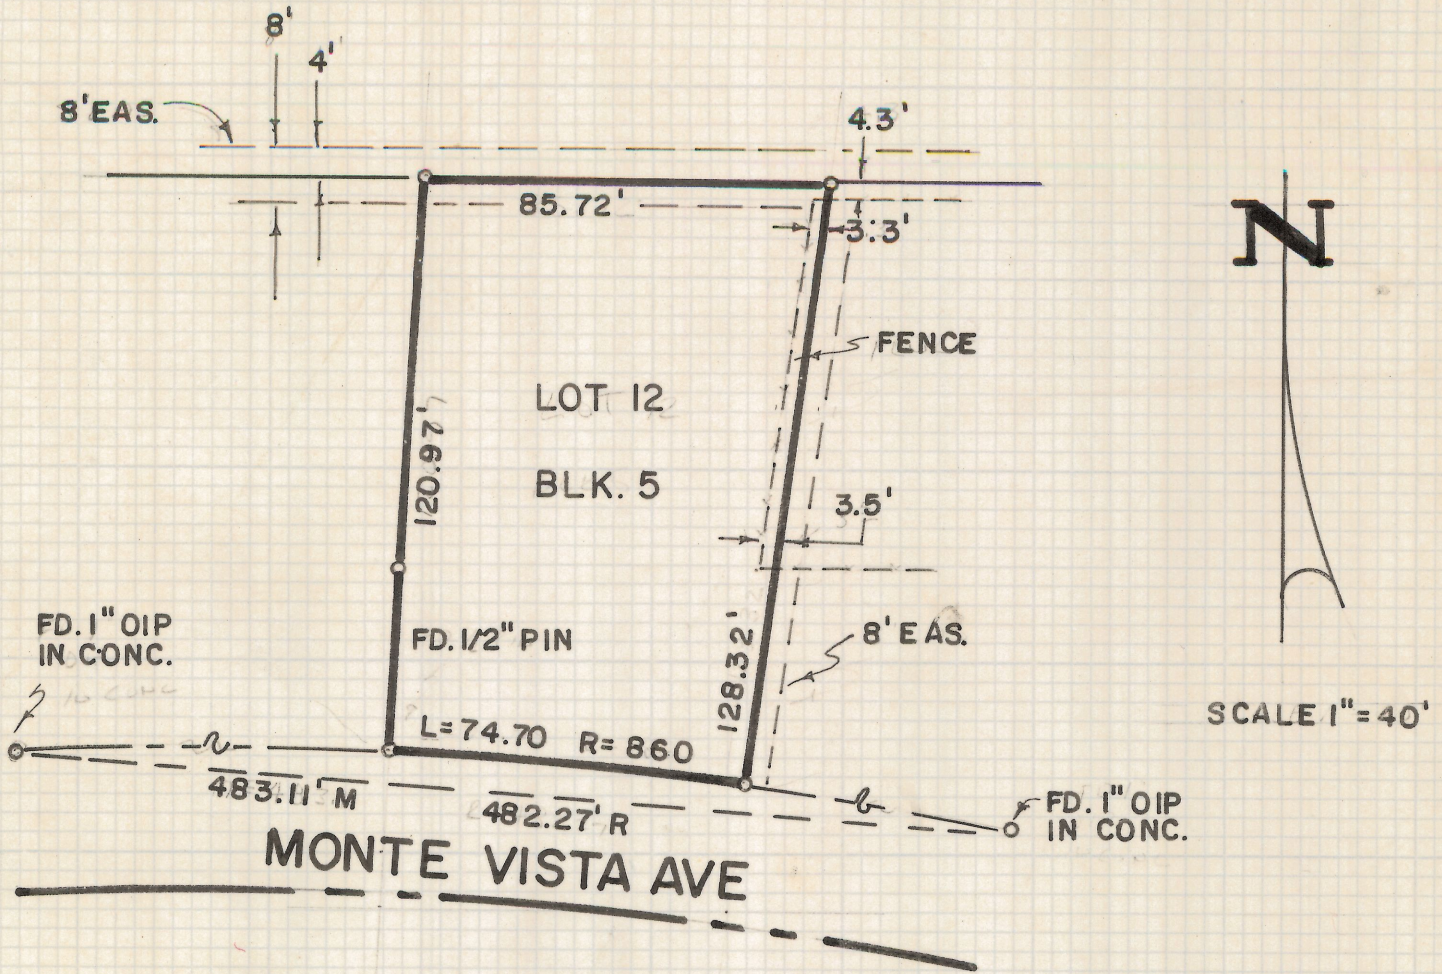 8'
4'
8' EAS.
4.3'
85.72'
3.3'
N
FENCE
LOT 12
120.97'
BLK. 5
3.5'
FD. 1" OIP
IN CONC.
FD. 1/2" PIN
128.32'
8' EAS.
SCALE 1" = 40'
L= 74.70 R= 860
483.11' M
482.27' R
FD. 1" OIP
IN CONC.
MONTE VISTA AVE